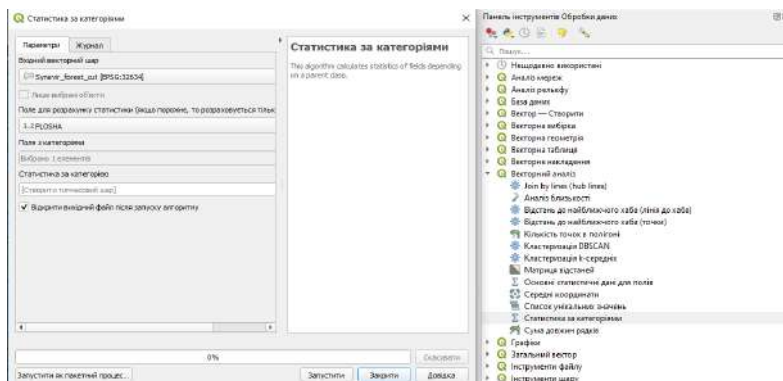 Статистика за категоріями
Параметри
Журнал
Вхідний векторний шар
Synevir_forest_cut [EPSG:32634]
Лише вибрані об'єкти
Поле для розрахунку статистики (якщо порожнє, то розраховується тільк
1.2 PLOSHA
Поля з категоріями
Вибрано 1 елементів
Статистика за категорією
[Створити тимчасовий шар]
Відкрити вихідний файл після запуску алгоритму
Статистика за категоріями
This algorithm calculates statistics of fields depending
on a parent class.
0%
Скасувати
Запустити як пакетний процес...
Запустити
Закрити
Довідка
Панель інструментів Обробки даних
Пошук...
Нещодавно використані
Аналіз мереж
Аналіз рельєфу
База даних
Вектор — Створити
Векторна вибірка
Векторна геометрія
Векторна таблиця
Векторне накладення
Векторний аналіз
Join by lines (hub lines)
Аналіз близькості
Відстань до найближчого хаба (лінія до хаба)
Відстань до найближчого хаба (точки)
Кількість точок в полігоні
Кластеризація DBSCAN
Кластеризація k-середніх
Матриця відстаней
Основні статистичні дані для полів
Середні координати
Список унікальних значень
Статистика за категоріями
Сума довжин рядків
Графіки
Загальний вектор
Інструменти файлу
Інструменти шару